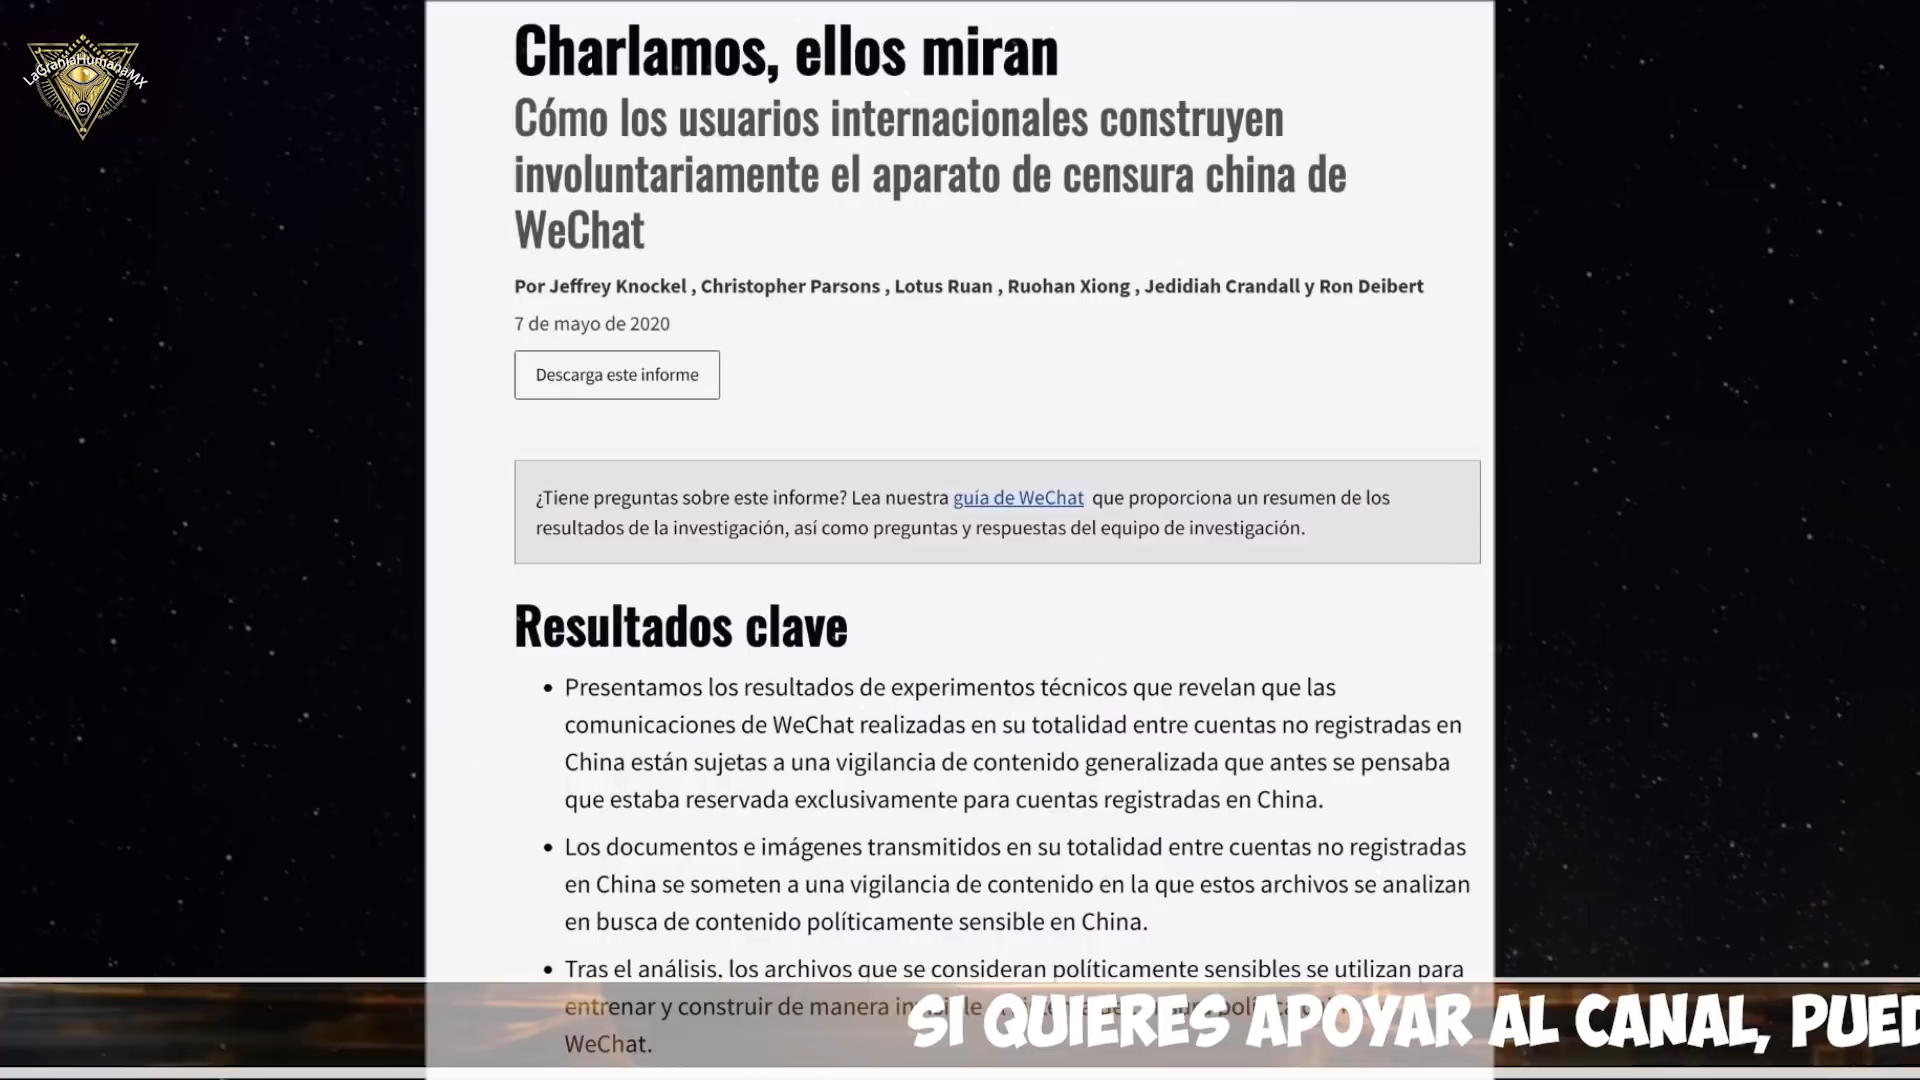 LaGranjaHumanaMX
Charlamos, ellos miran
Cómo los usuarios internacionales construyen
involuntariamente el aparato de censura china de
WeChat
Por Jeffrey Knockel , Christopher Parsons , Lotus Ruan , Ruohan Xiong , Jedidiah Crandall y Ron Deibert
7 de mayo de 2020
Descarga este informe
¿Tiene preguntas sobre este informe? Lea nuestra guía de WeChat que proporciona un resumen de los
resultados de la investigación, así como preguntas y respuestas del equipo de investigación.
Resultados clave
• Presentamos los resultados de experimentos técnicos que revelan que las
comunicaciones de WeChat realizadas en su totalidad entre cuentas no registradas en
China están sujetas a una vigilancia de contenido generalizada que antes se pensaba
que estaba reservada exclusivamente para cuentas registradas en China.
• Los documentos e imágenes transmitidos en su totalidad entre cuentas no registradas
en China se someten a una vigilancia de contenido en la que estos archivos se analizan
en busca de contenido políticamente sensible en China.
• Tras el análisis, los archivos que se consideran políticamente sensibles se utilizan para
entrenar y construir de manera
WeChat.
SI QUIERES APOYAR AL CANAL, PUED